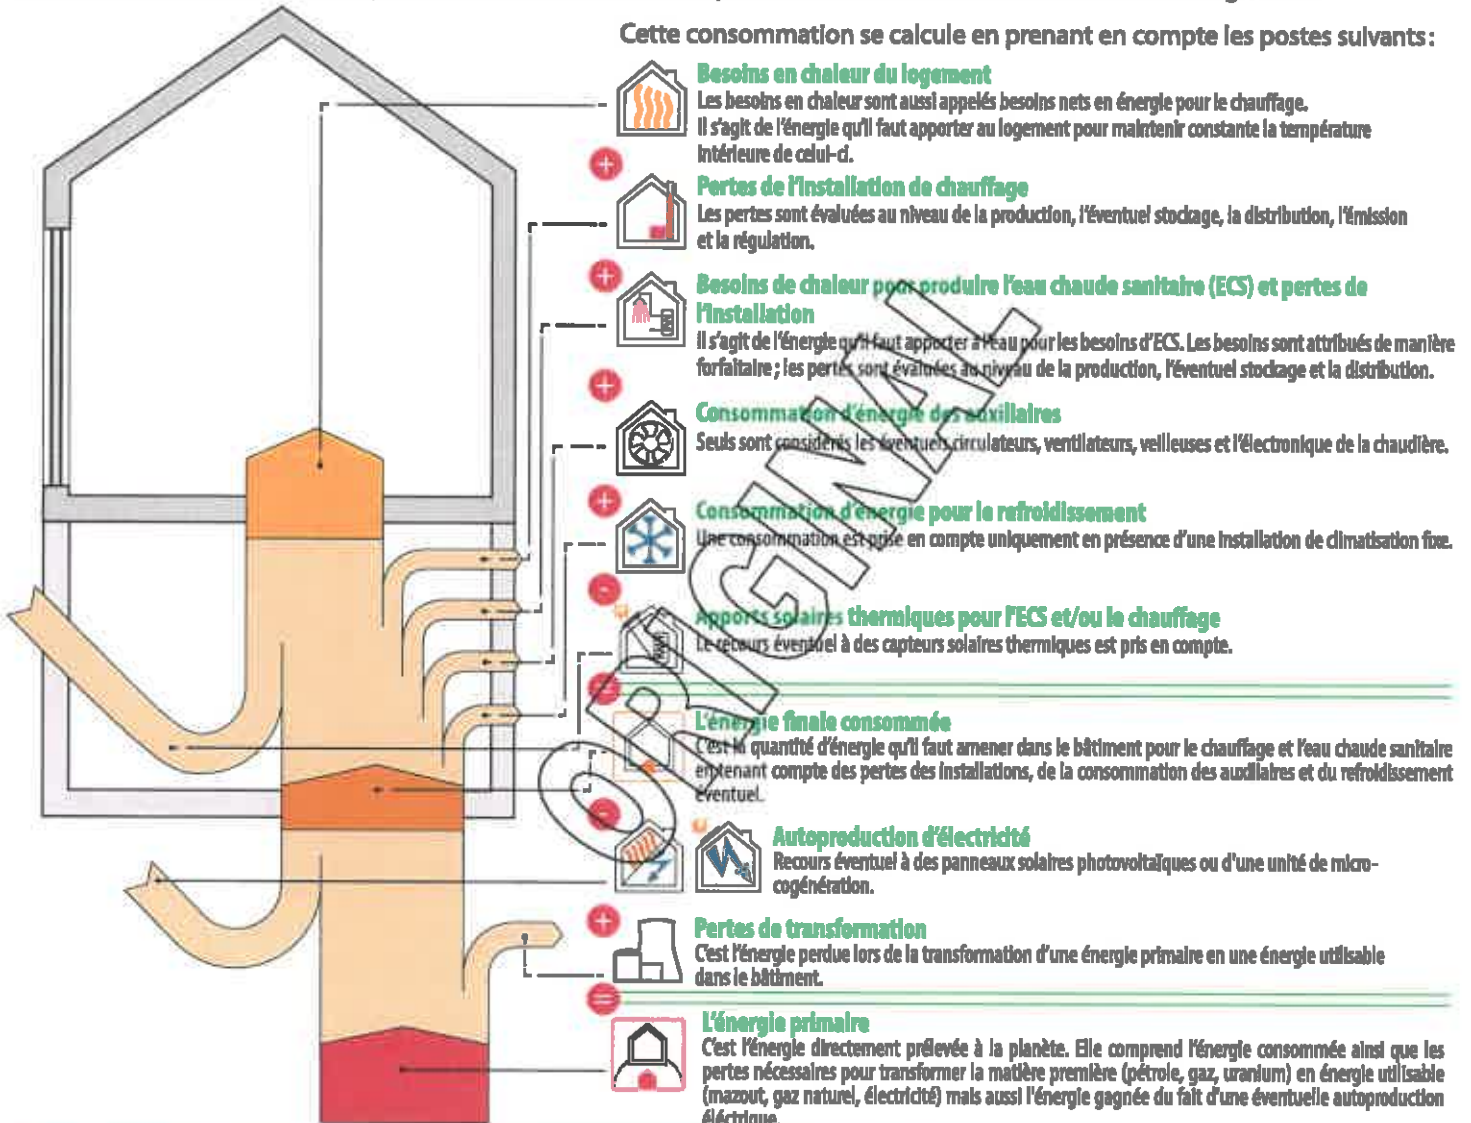 Cette consommation se calcule en prenant en compte les postes suivants :
Besoins en chaleur du logement
Les besoins en chaleur sont aussi appelés besoins nets en énergie pour le chauffage.
Il s'agit de l'énergie qu'il faut apporter au logement pour maintenir constante la température
intérieure de celui-ci.
+
Pertes de l'installation de chauffage
Les pertes sont évaluées au niveau de la production, l'éventuel stockage, la distribution, l'émission
et la régulation.
+
Besoins de chaleur pour produire l'eau chaude sanitaire (ECS) et pertes de
l'installation
Il s'agit de l'énergie qu'il faut apporter à l'eau pour les besoins d'ECS. Les besoins sont attribués de manière
forfaitaire ; les pertes sont évaluées au niveau de la production, l'éventuel stockage et la distribution.
+
Consommation d'énergie des auxiliaires
Seuls sont considérés les éventuels circulateurs, ventilateurs, veilleuses et l'électronique de la chaudière.
+
Consommation d'énergie pour le refroidissement
Une consommation est prise en compte uniquement en présence d'une installation de climatisation fixe.
-
Apports solaires thermiques pour l'ECS et/ou le chauffage
Le recours éventuel à des capteurs solaires thermiques est pris en compte.
=
L'énergie finale consommée
C'est la quantité d'énergie qu'il faut amener dans le bâtiment pour le chauffage et l'eau chaude sanitaire
en tenant compte des pertes des installations, de la consommation des auxiliaires et du refroidissement
éventuel.
-
Autoproduction d'électricité
Recours éventuel à des panneaux solaires photovoltaïques ou d'une unité de micro-
cogénération.
+
Pertes de transformation
C'est l'énergie perdue lors de la transformation d'une énergie primaire en une énergie utilisable
dans le bâtiment.
=
L'énergie primaire
C'est l'énergie directement prélevée à la planète. Elle comprend l'énergie consommée ainsi que les
pertes nécessaires pour transformer la matière première (pétrole, gaz, uranium) en énergie utilisable
(mazout, gaz naturel, électricité) mais aussi l'énergie gagnée du fait d'une éventuelle autoproduction
électrique.
ORIGINAL